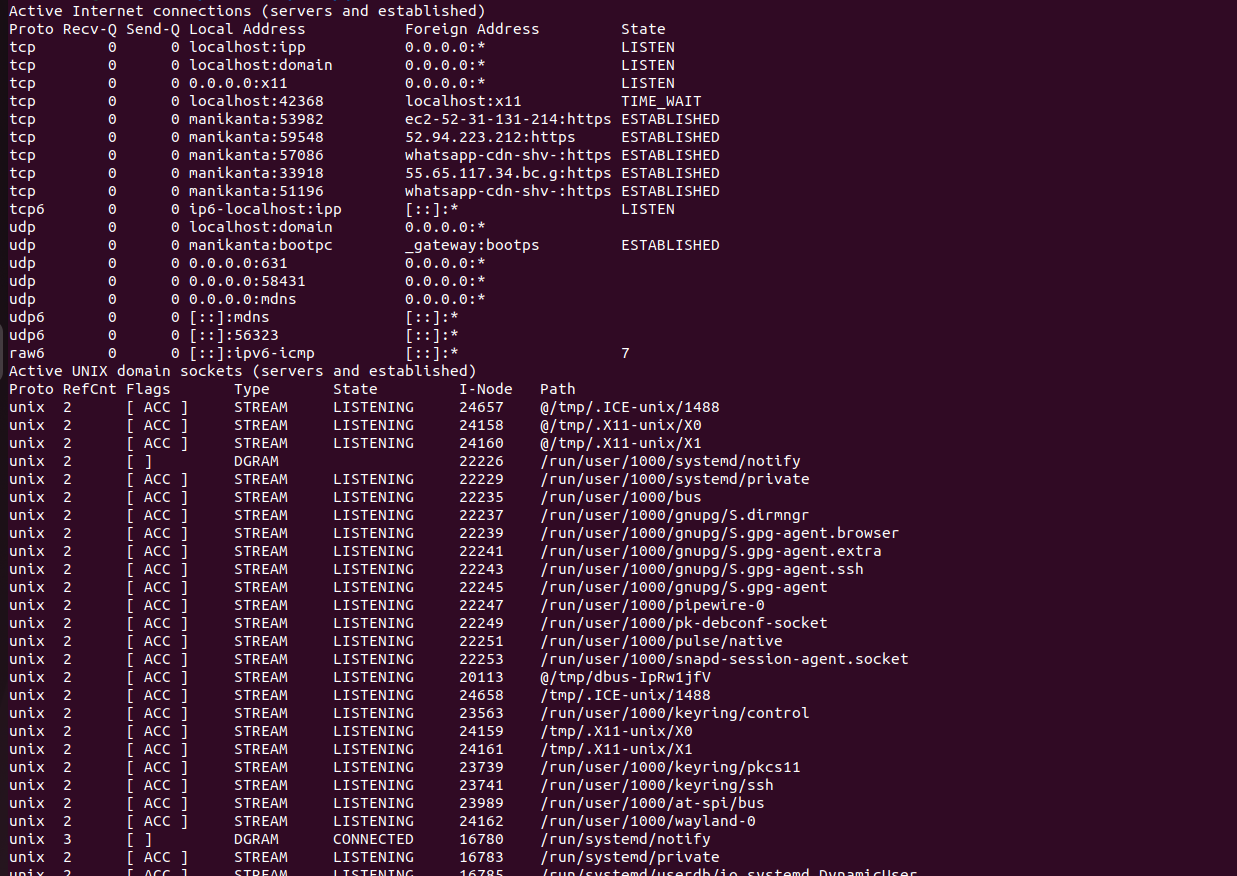 Active Internet connections (servers and established)
Proto Recv-Q Send-Q Local Address           Foreign Address         State
tcp        0      0 localhost:ipp           0.0.0.0:*               LISTEN
tcp        0      0 localhost:domain        0.0.0.0:*               LISTEN
tcp        0      0 0.0.0.0:x11             0.0.0.0:*               LISTEN
tcp        0      0 localhost:42368         localhost:x11           TIME_WAIT
tcp        0      0 manikanta:53982         ec2-52-31-131-214:https ESTABLISHED
tcp        0      0 manikanta:59548         52.94.223.212:https     ESTABLISHED
tcp        0      0 manikanta:57086         whatsapp-cdn-shv-:https ESTABLISHED
tcp        0      0 manikanta:33918         55.65.117.34.bc.g:https ESTABLISHED
tcp        0      0 manikanta:51196         whatsapp-cdn-shv-:https ESTABLISHED
tcp6       0      0 ip6-localhost:ipp       [::]:*                  LISTEN
udp        0      0 localhost:domain        0.0.0.0:*
udp        0      0 manikanta:bootpc        _gateway:bootps         ESTABLISHED
udp        0      0 0.0.0.0:631             0.0.0.0:*
udp        0      0 0.0.0.0:58431           0.0.0.0:*
udp        0      0 0.0.0.0:mdns            0.0.0.0:*
udp6       0      0 [::]:mdns               [::]:*
udp6       0      0 [::]:56323              [::]:*
raw6       0      0 [::]:ipv6-icmp          [::]:*                  7
Active UNIX domain sockets (servers and established)
Proto RefCnt Flags       Type       State         I-Node   Path
unix  2      [ ACC ]     STREAM     LISTENING     24657    @/tmp/.ICE-unix/1488
unix  2      [ ACC ]     STREAM     LISTENING     24158    @/tmp/.X11-unix/X0
unix  2      [ ACC ]     STREAM     LISTENING     24160    @/tmp/.X11-unix/X1
unix  2      [ ]         DGRAM                    22226    /run/user/1000/systemd/notify
unix  2      [ ACC ]     STREAM     LISTENING     22229    /run/user/1000/systemd/private
unix  2      [ ACC ]     STREAM     LISTENING     22235    /run/user/1000/bus
unix  2      [ ACC ]     STREAM     LISTENING     22237    /run/user/1000/gnupg/S.dirmngr
unix  2      [ ACC ]     STREAM     LISTENING     22239    /run/user/1000/gnupg/S.gpg-agent.browser
unix  2      [ ACC ]     STREAM     LISTENING     22241    /run/user/1000/gnupg/S.gpg-agent.extra
unix  2      [ ACC ]     STREAM     LISTENING     22243    /run/user/1000/gnupg/S.gpg-agent.ssh
unix  2      [ ACC ]     STREAM     LISTENING     22245    /run/user/1000/gnupg/S.gpg-agent
unix  2      [ ACC ]     STREAM     LISTENING     22247    /run/user/1000/pipewire-0
unix  2      [ ACC ]     STREAM     LISTENING     22249    /run/user/1000/pk-debconf-socket
unix  2      [ ACC ]     STREAM     LISTENING     22251    /run/user/1000/pulse/native
unix  2      [ ACC ]     STREAM     LISTENING     22253    /run/user/1000/snapd-session-agent.socket
unix  2      [ ACC ]     STREAM     LISTENING     20113    @/tmp/dbus-IpRw1jfV
unix  2      [ ACC ]     STREAM     LISTENING     24658    /tmp/.ICE-unix/1488
unix  2      [ ACC ]     STREAM     LISTENING     23563    /run/user/1000/keyring/control
unix  2      [ ACC ]     STREAM     LISTENING     24159    /tmp/.X11-unix/X0
unix  2      [ ACC ]     STREAM     LISTENING     24161    /tmp/.X11-unix/X1
unix  2      [ ACC ]     STREAM     LISTENING     23739    /run/user/1000/keyring/pkcs11
unix  2      [ ACC ]     STREAM     LISTENING     23741    /run/user/1000/keyring/ssh
unix  2      [ ACC ]     STREAM     LISTENING     23989    /run/user/1000/at-spi/bus
unix  2      [ ACC ]     STREAM     LISTENING     24162    /run/user/1000/wayland-0
unix  3      [ ]         DGRAM      CONNECTED     16780    /run/systemd/notify
unix  2      [ ACC ]     STREAM     LISTENING     16783    /run/systemd/private
unix  2      [ ACC ]     STREAM     LISTENING     16785    /run/systemd/userdb/io.systemd.DynamicUser